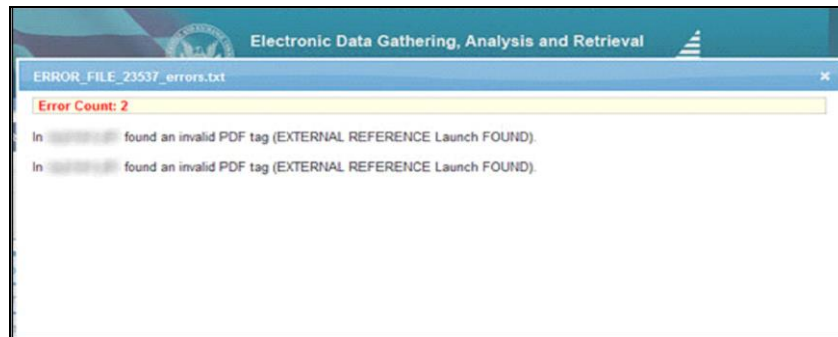 Electronic Data Gathering, Analysis and Retrieval
ERROR_FILE_23537_errors.txt
Error Count: 2
In found an invalid PDF tag (EXTERNAL REFERENCE Launch FOUND).
In found an invalid PDF tag (EXTERNAL REFERENCE Launch FOUND).